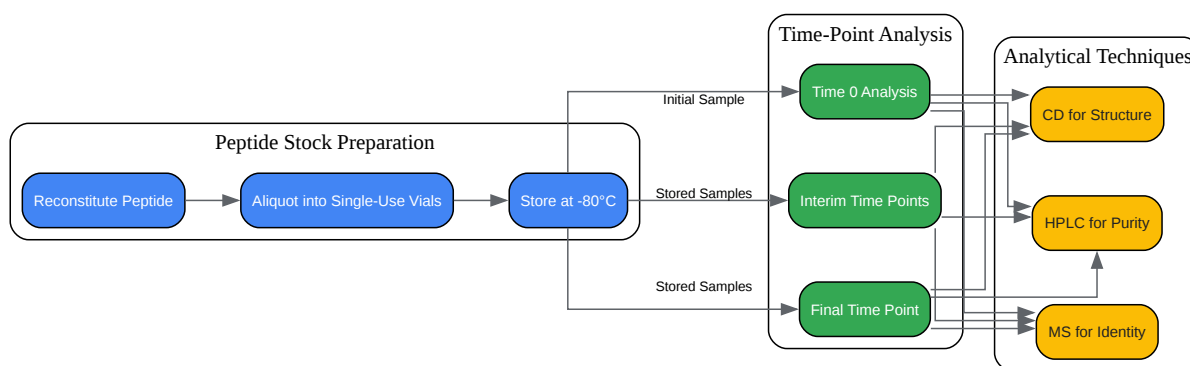 Peptide Stock Preparation
Reconstitute Peptide
Aliquot into Single-Use Vials
Store at -80°C
Initial Sample
Stored Samples
Stored Samples
Time-Point Analysis
Time 0 Analysis
Interim Time Points
Final Time Point
Analytical Techniques
CD for Structure
HPLC for Purity
MS for Identity